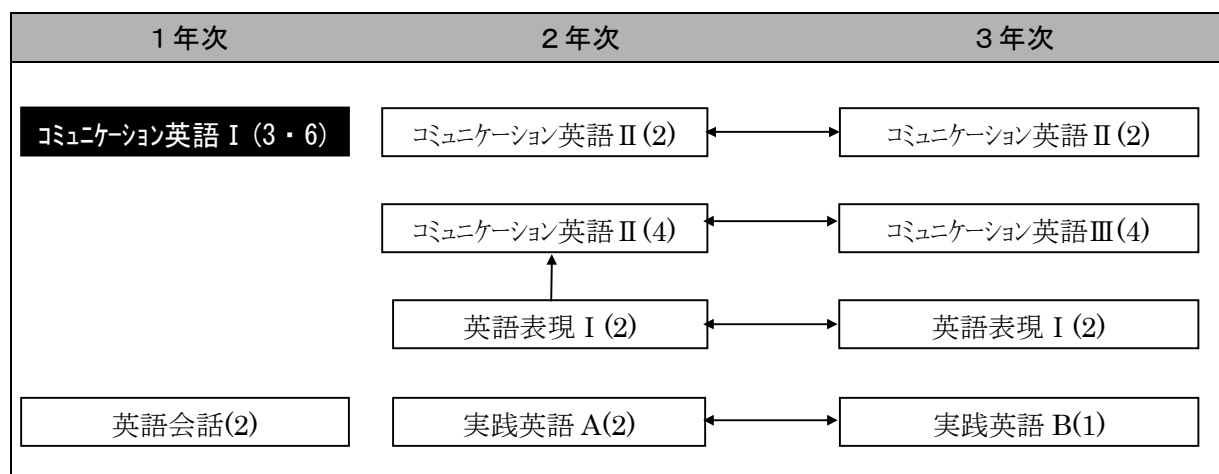 1年次 2年次 3年次
コミュニケーション英語Ⅰ(3・6) コミュニケーション英語Ⅱ(2) コミュニケーション英語Ⅱ(2)
コミュニケーション英語Ⅱ(4) コミュニケーション英語Ⅲ(4)
英語表現Ⅰ(2) 英語表現Ⅰ(2)
英語会話(2) 実践英語 A(2) 実践英語 B(1)